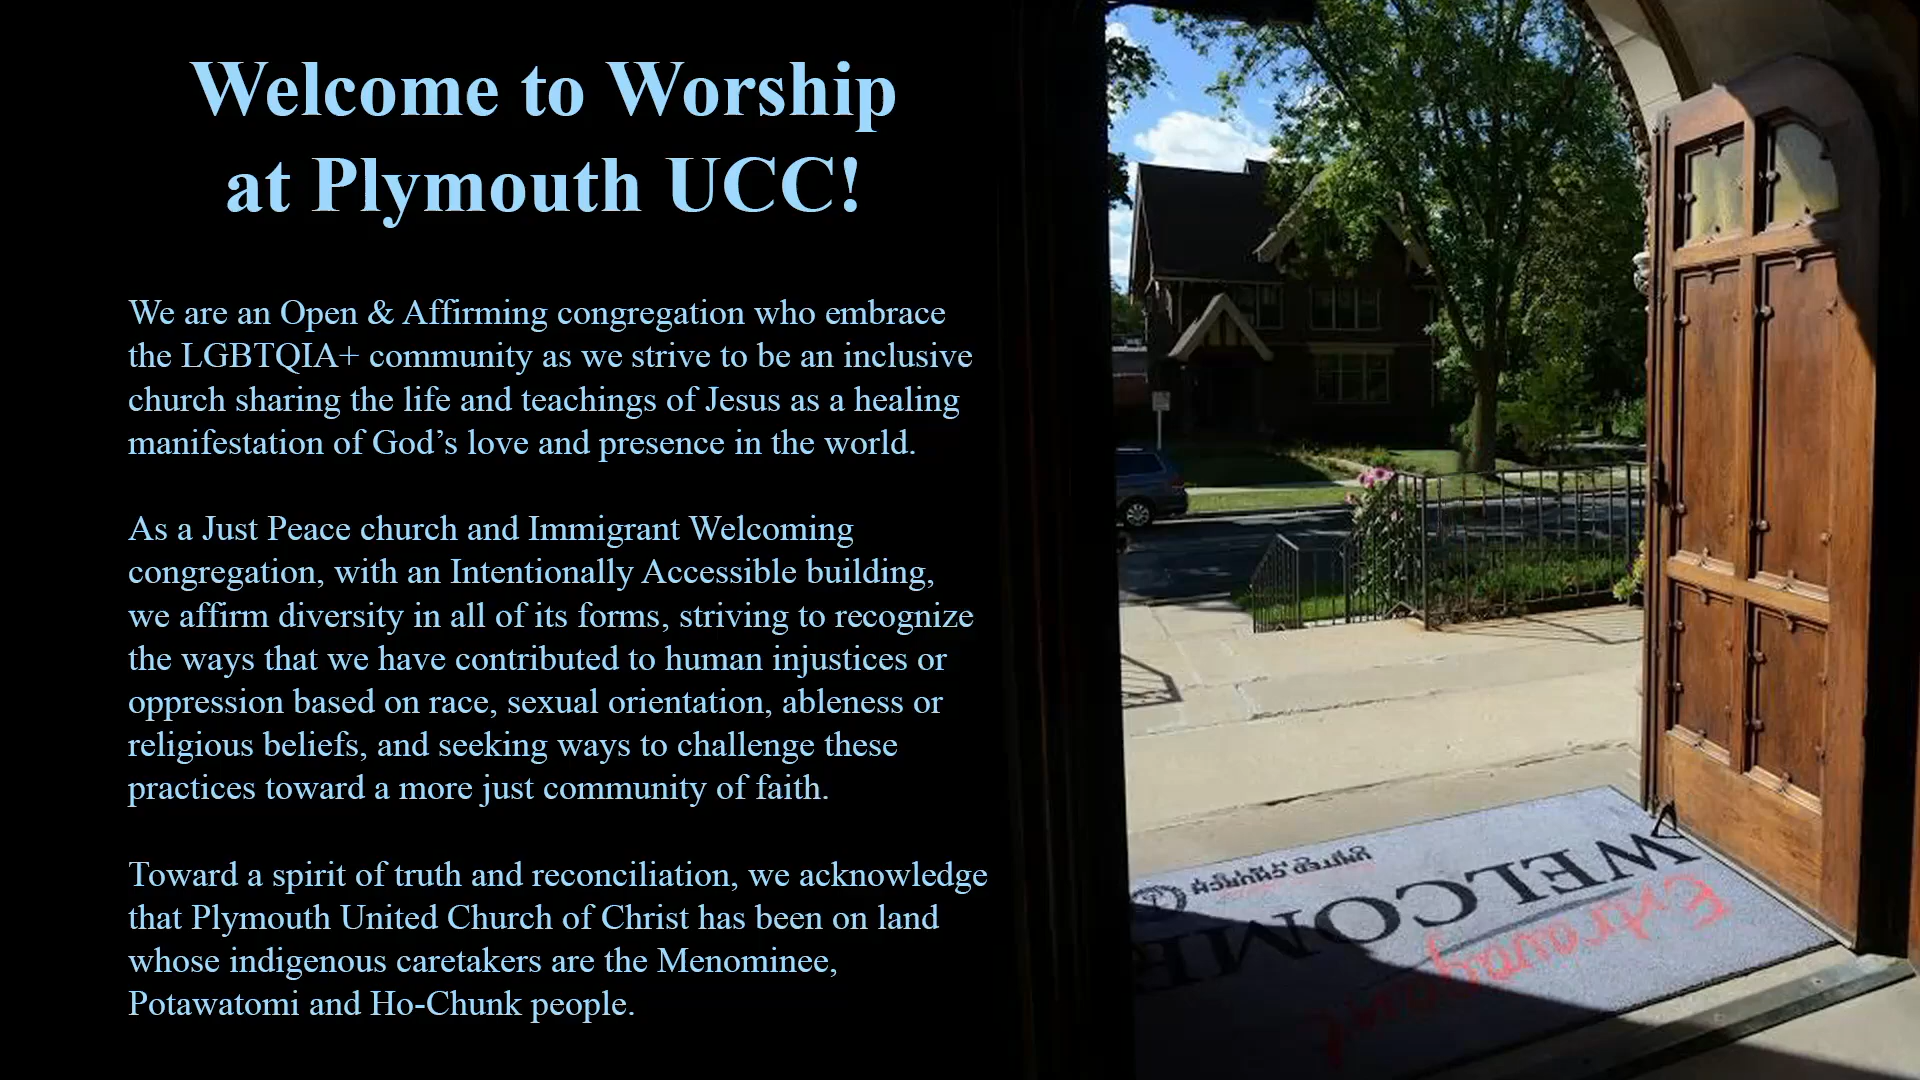 Welcome to Worship
at Plymouth UCC!
We are an Open & Affirming congregation who embrace
the LGBTQIA+ community as we strive to be an inclusive
church sharing the life and teachings of Jesus as a healing
manifestation of God’s love and presence in the world.
As a Just Peace church and Immigrant Welcoming
congregation, with an Intentionally Accessible building,
we affirm diversity in all of its forms, striving to recognize
the ways that we have contributed to human injustices or
oppression based on race, sexual orientation, ableness or
religious beliefs, and seeking ways to challenge these
practices toward a more just community of faith.
Toward a spirit of truth and reconciliation, we acknowledge
that Plymouth United Church of Christ has been on land
whose indigenous caretakers are the Menominee,
Potawatomi and Ho-Chunk people.
Extravagant
WELCOME
UNITED CHURCH